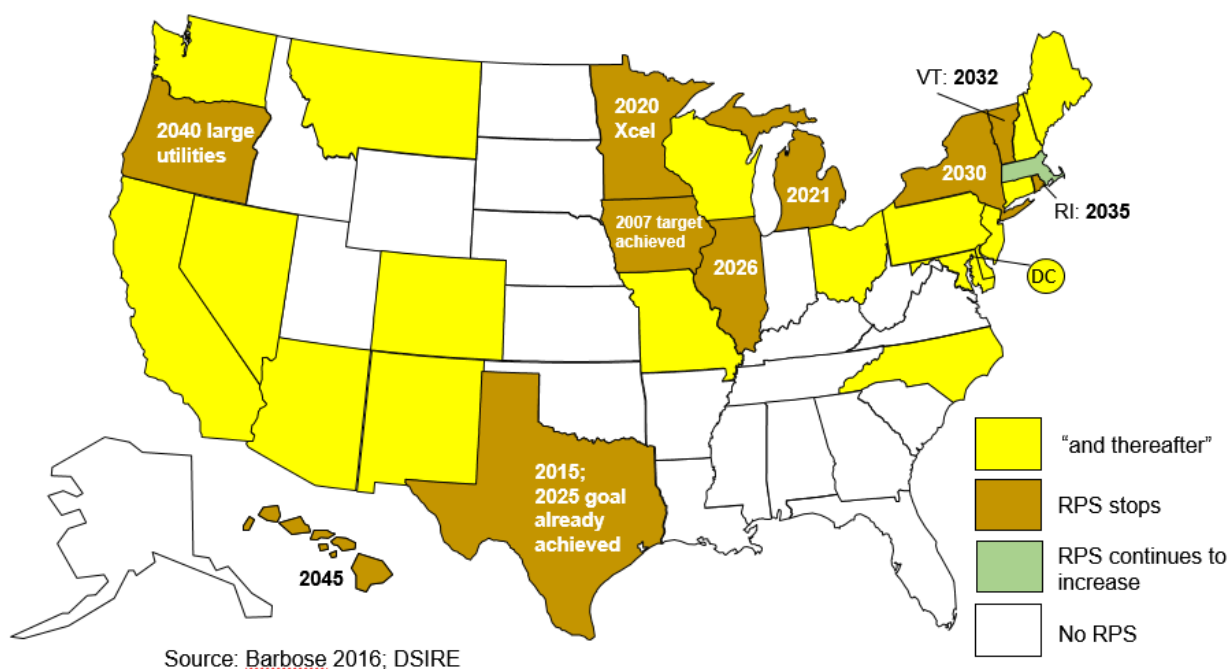 VT: 2032
2020
Xcel
2040 large
utilities
2030
2021
RI: 2035
2007 target
achieved
2026
DC
"and thereafter"
2015;
2025 goal
already
achieved
RPS stops
RPS continues to
increase
2045
No RPS
Source: Barbose 2016; DSIRE